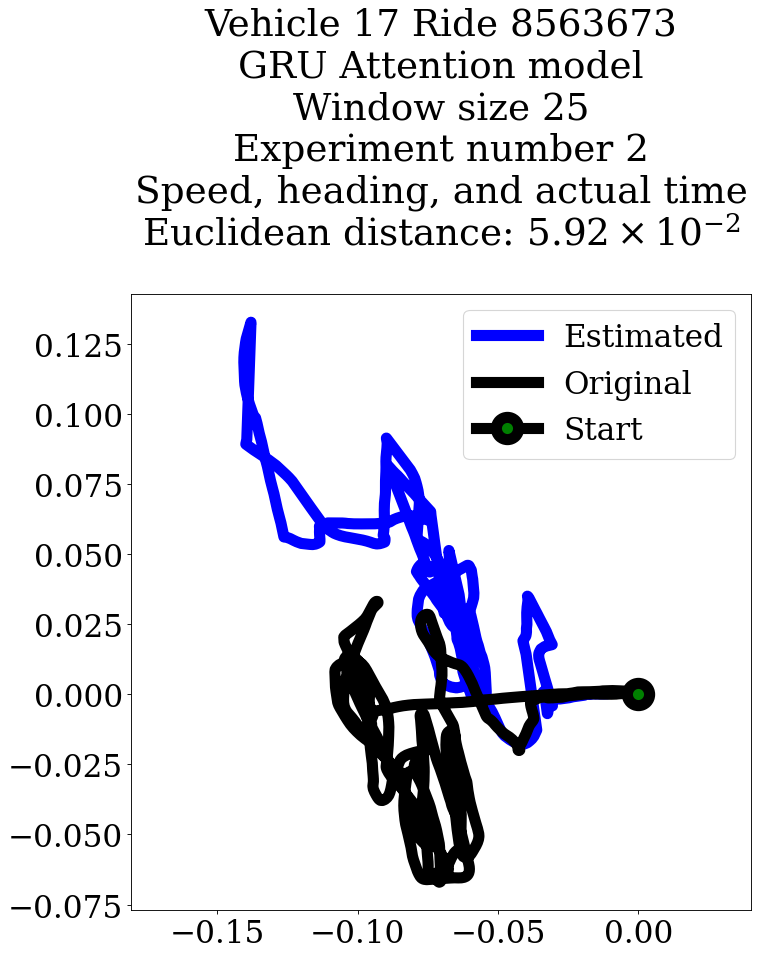 Vehicle 17 Ride 8563673
GRU Attention model
Window size 25
Experiment number 2
Speed, heading, and actual time
Euclidean distance: 5.92 × 10⁻²
Estimated
Original
Start
0.125
0.100
0.075
0.050
0.025
0.000
−0.025
−0.050
−0.075
−0.15 −0.10 −0.05 0.00